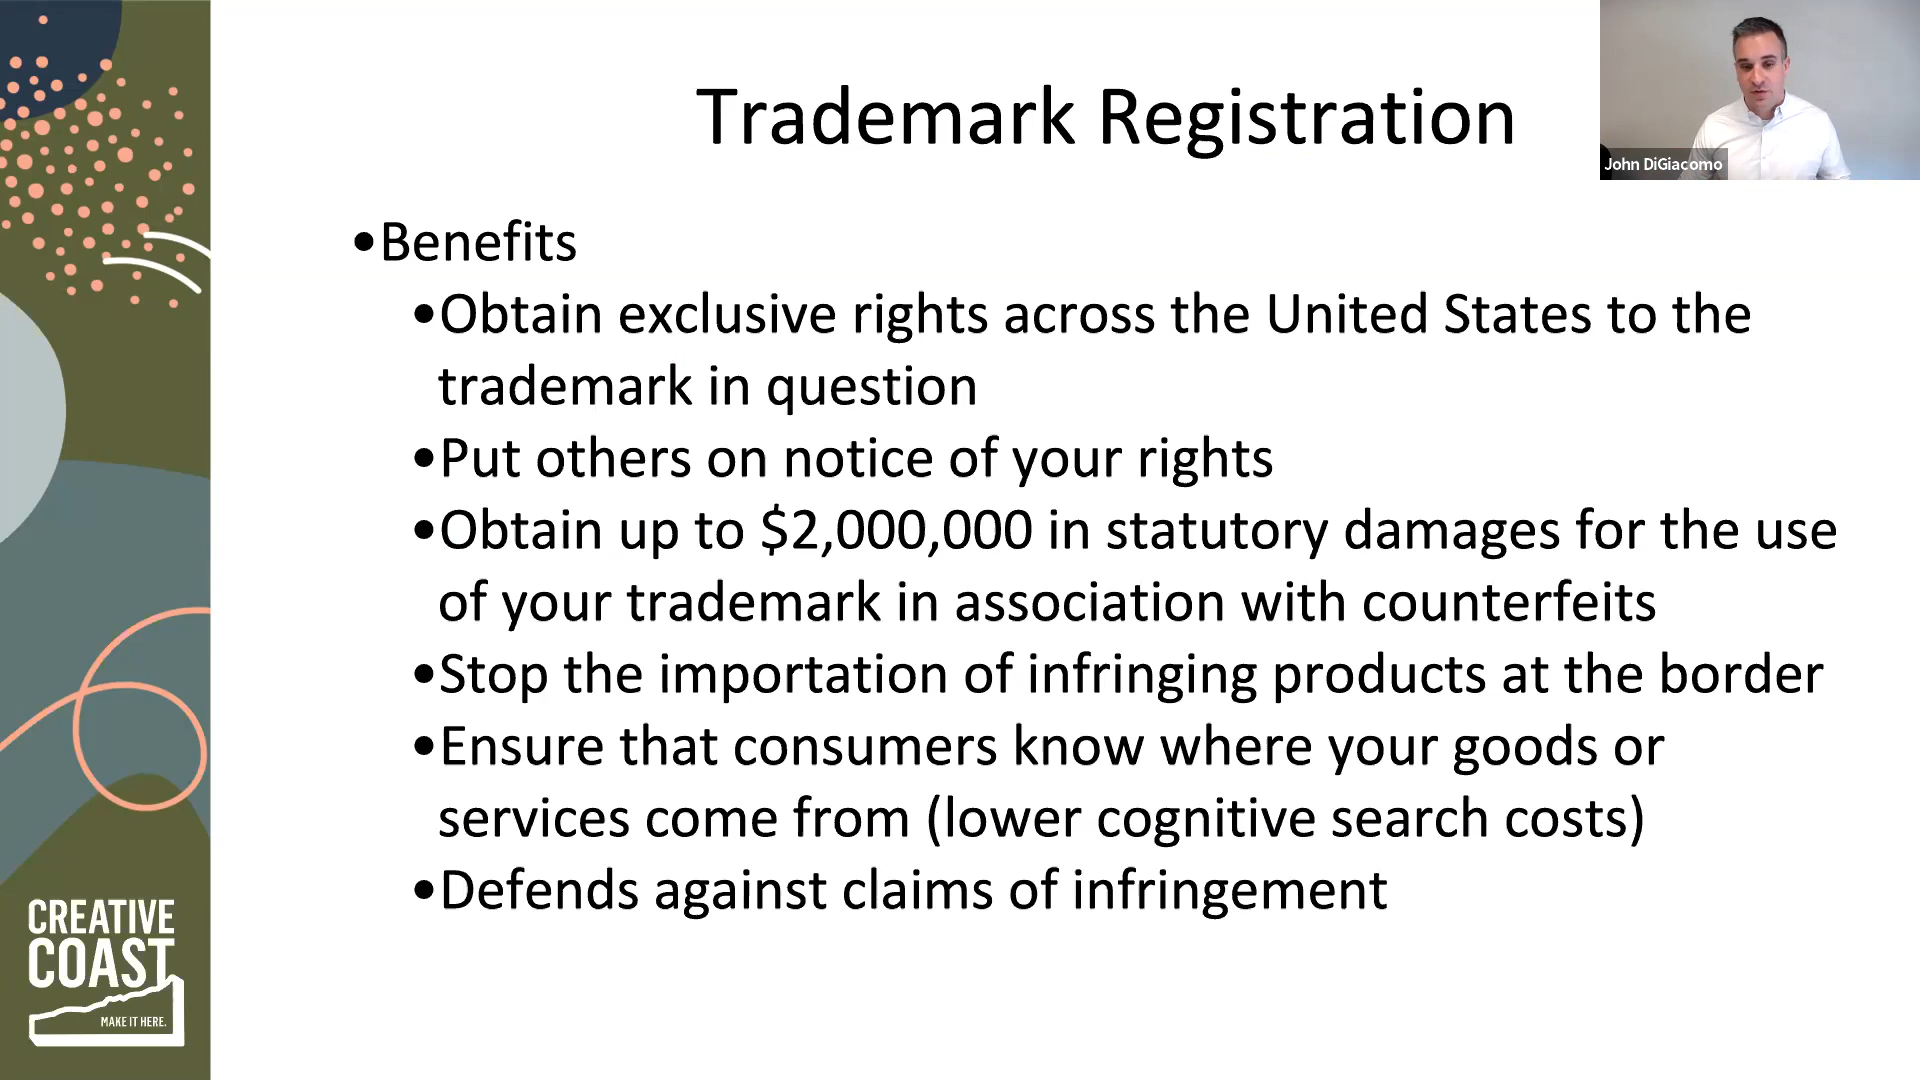 Trademark Registration
John DiGiacomo
•Benefits
•Obtain exclusive rights across the United States to the
trademark in question
•Put others on notice of your rights
•Obtain up to $2,000,000 in statutory damages for the use
of your trademark in association with counterfeits
•Stop the importation of infringing products at the border
•Ensure that consumers know where your goods or
services come from (lower cognitive search costs)
•Defends against claims of infringement
CREATIVE
COAST
MAKE IT HERE.